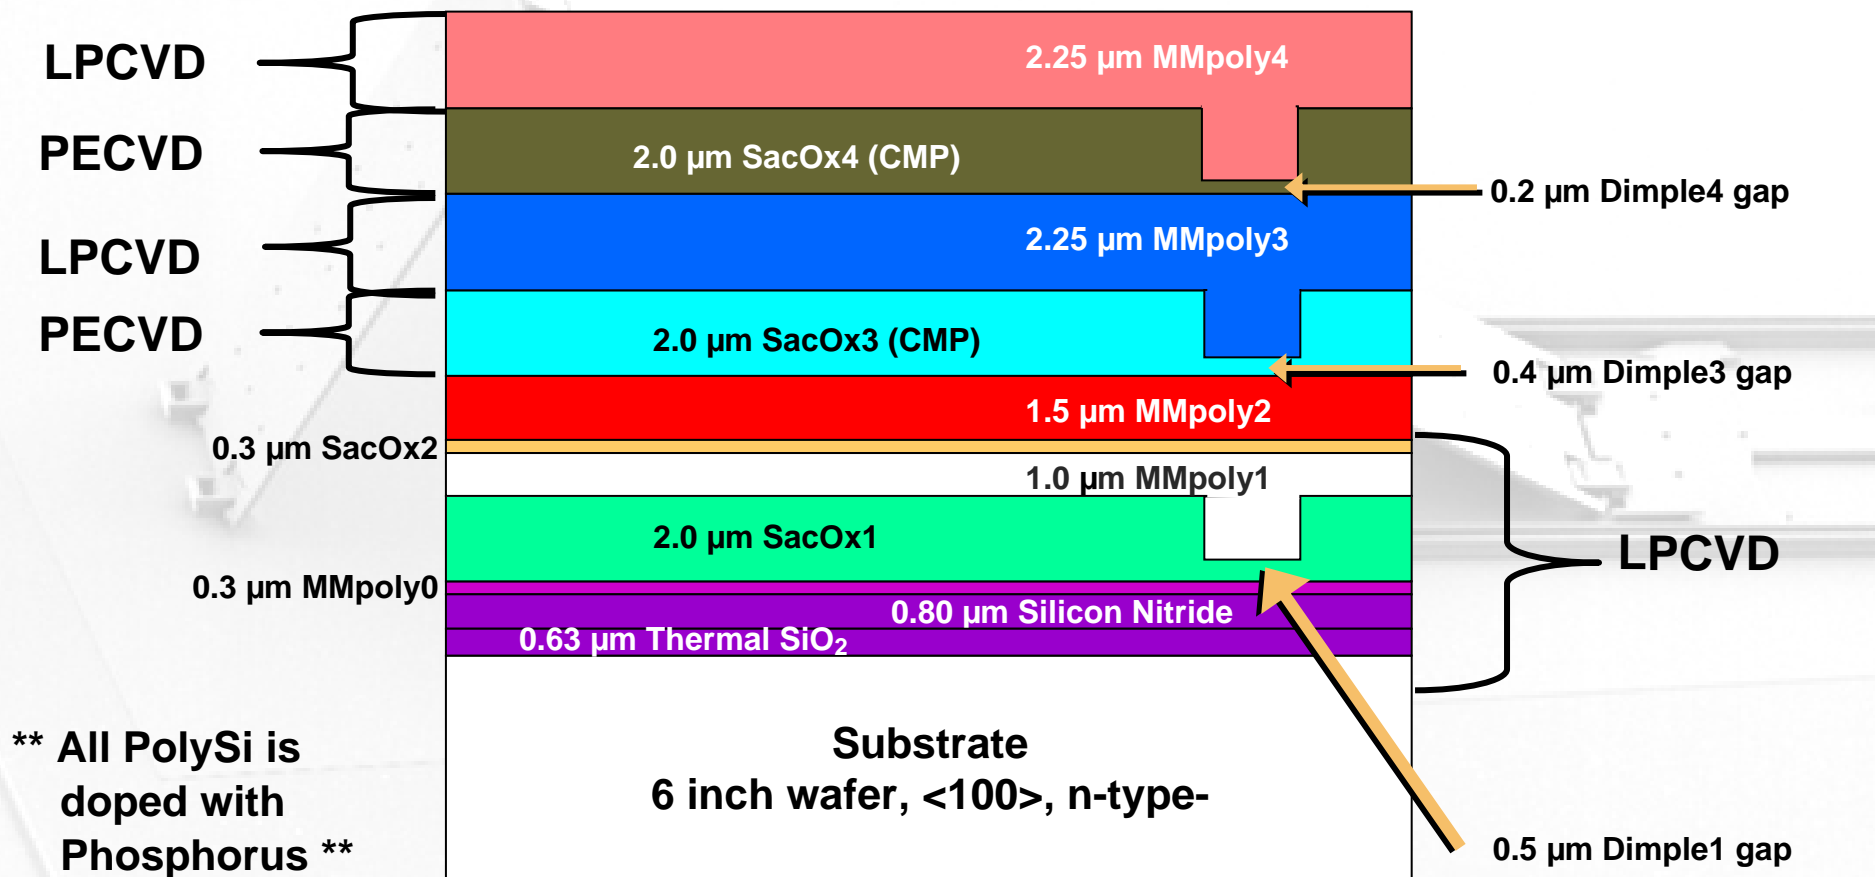 LPCVD
2.25 µm MMpoly4
PECVD
2.0 µm SacOx4 (CMP)
0.2 µm Dimple4 gap
LPCVD
2.25 µm MMpoly3
PECVD
2.0 µm SacOx3 (CMP)
0.4 µm Dimple3 gap
1.5 µm MMpoly2
0.3 µm SacOx2
1.0 µm MMpoly1
2.0 µm SacOx1
LPCVD
0.3 µm MMpoly0
0.80 µm Silicon Nitride
0.63 µm Thermal SiO₂
Substrate
6 inch wafer, <100>, n-type-
** All PolySi is
doped with
Phosphorus **
0.5 µm Dimple1 gap